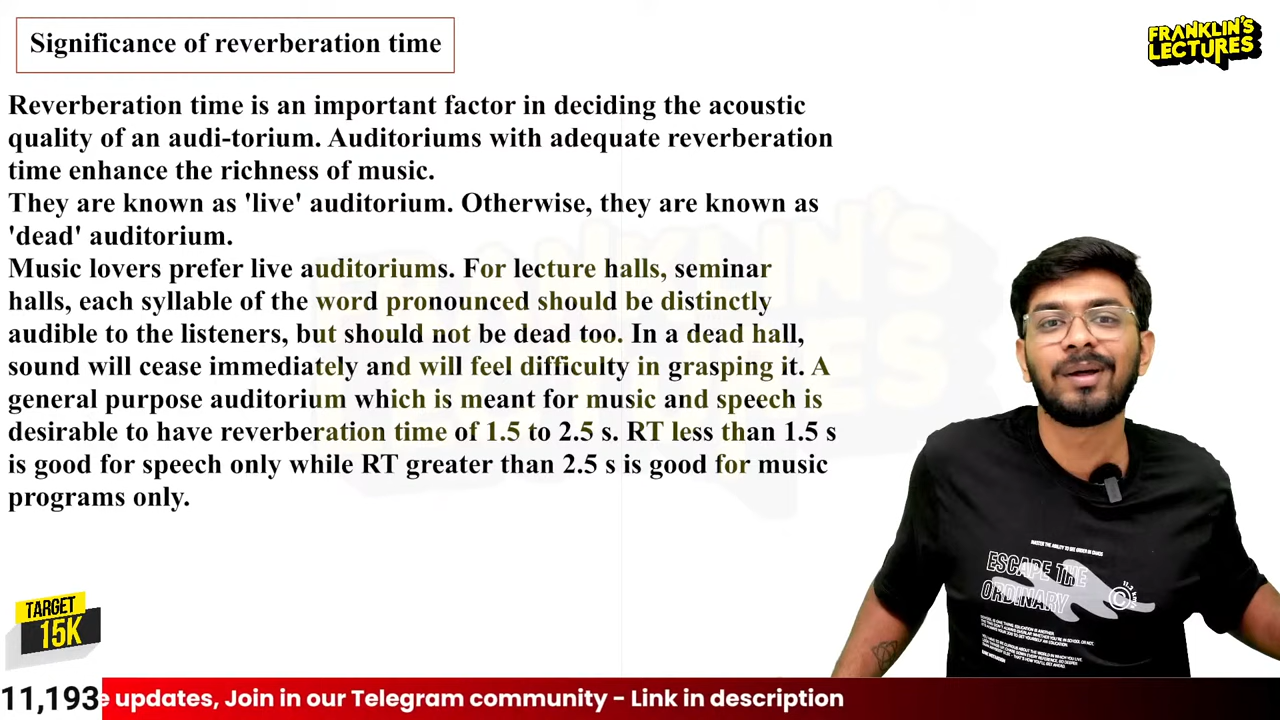 Significance of reverberation time
FRANKLIN'S
LECTURES
Reverberation time is an important factor in deciding the acoustic
quality of an audi-torium. Auditoriums with adequate reverberation
time enhance the richness of music.
They are known as 'live' auditorium. Otherwise, they are known as
'dead' auditorium.
Music lovers prefer live auditoriums. For lecture halls, seminar
halls, each syllable of the word pronounced should be distinctly
audible to the listeners, but should not be dead too. In a dead hall,
sound will cease immediately and will feel difficulty in grasping it. A
general purpose auditorium which is meant for music and speech is
desirable to have reverberation time of 1.5 to 2.5 s. RT less than 1.5 s
is good for speech only while RT greater than 2.5 s is good for music
programs only.
FRANKLIN'S
LECTURES
ESCAPE THE
ORDINARY
TARGET
15K
11,193
e updates, Join in our Telegram community - Link in description